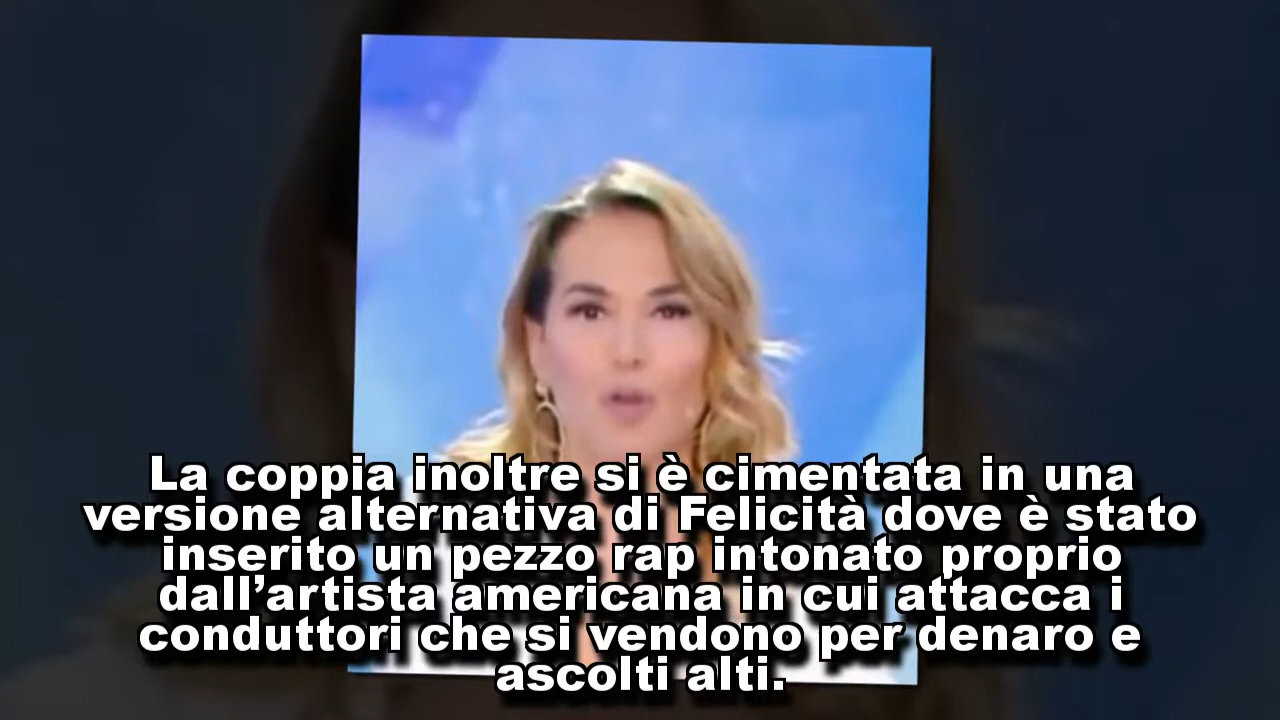 La coppia inoltre si è cimentata in una
versione alternativa di Felicità dove è stato
inserito un pezzo rap intonato proprio
dall’artista americana in cui attacca i
conduttori che si vendono per denaro e
ascolti alti.